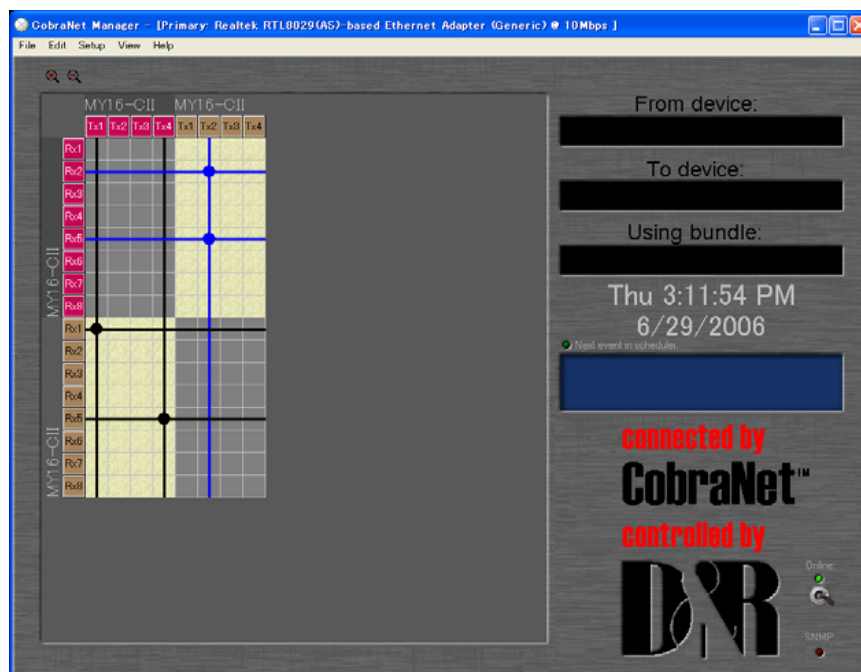 CobraNet Manager - [Primary: Realtek RTL8029(AS)-based Ethernet Adapter (Generic) @ 10Mbps ]
File Edit Setup View Help
MY16-CII MY16-CII
Tx1 Tx2 Tx3 Tx4 Tx1 Tx2 Tx3 Tx4
MY16-CII
Rx1
Rx2
Rx3
Rx4
Rx5
Rx6
Rx7
Rx8
MY16-CII
Rx1
Rx2
Rx3
Rx4
Rx5
Rx6
Rx7
Rx8
From device:
To device:
Using bundle:
Thu 3:11:54 PM
6/29/2006
Next event in scheduler:
connected by
CobraNet™
controlled by
D&R
Online
SNMP